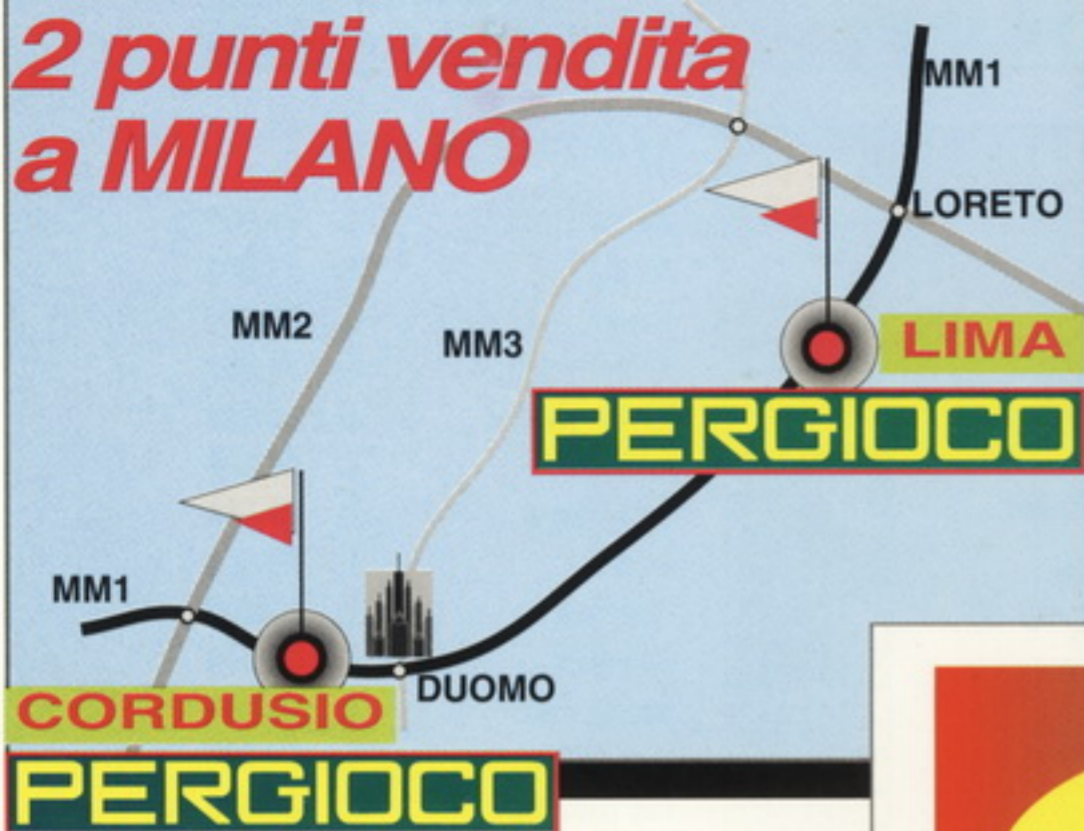 2 punti vendita
a MILANO
MM1
LORETO
MM2
MM3
LIMA
PERGIOCO
MM1
DUOMO
CORDUSIO
PERGIOCO